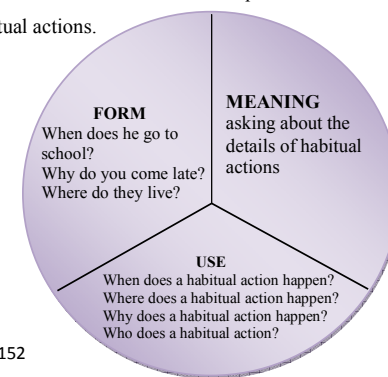 tual actions.
FORM
When does he go to
school?
Why do you come late?
Where do they live?
MEANING
asking about the
details of habitual
actions
USE
When does a habitual action happen?
Where does a habitual action happen?
Why does a habitual action happen?
Who does a habitual action?
152